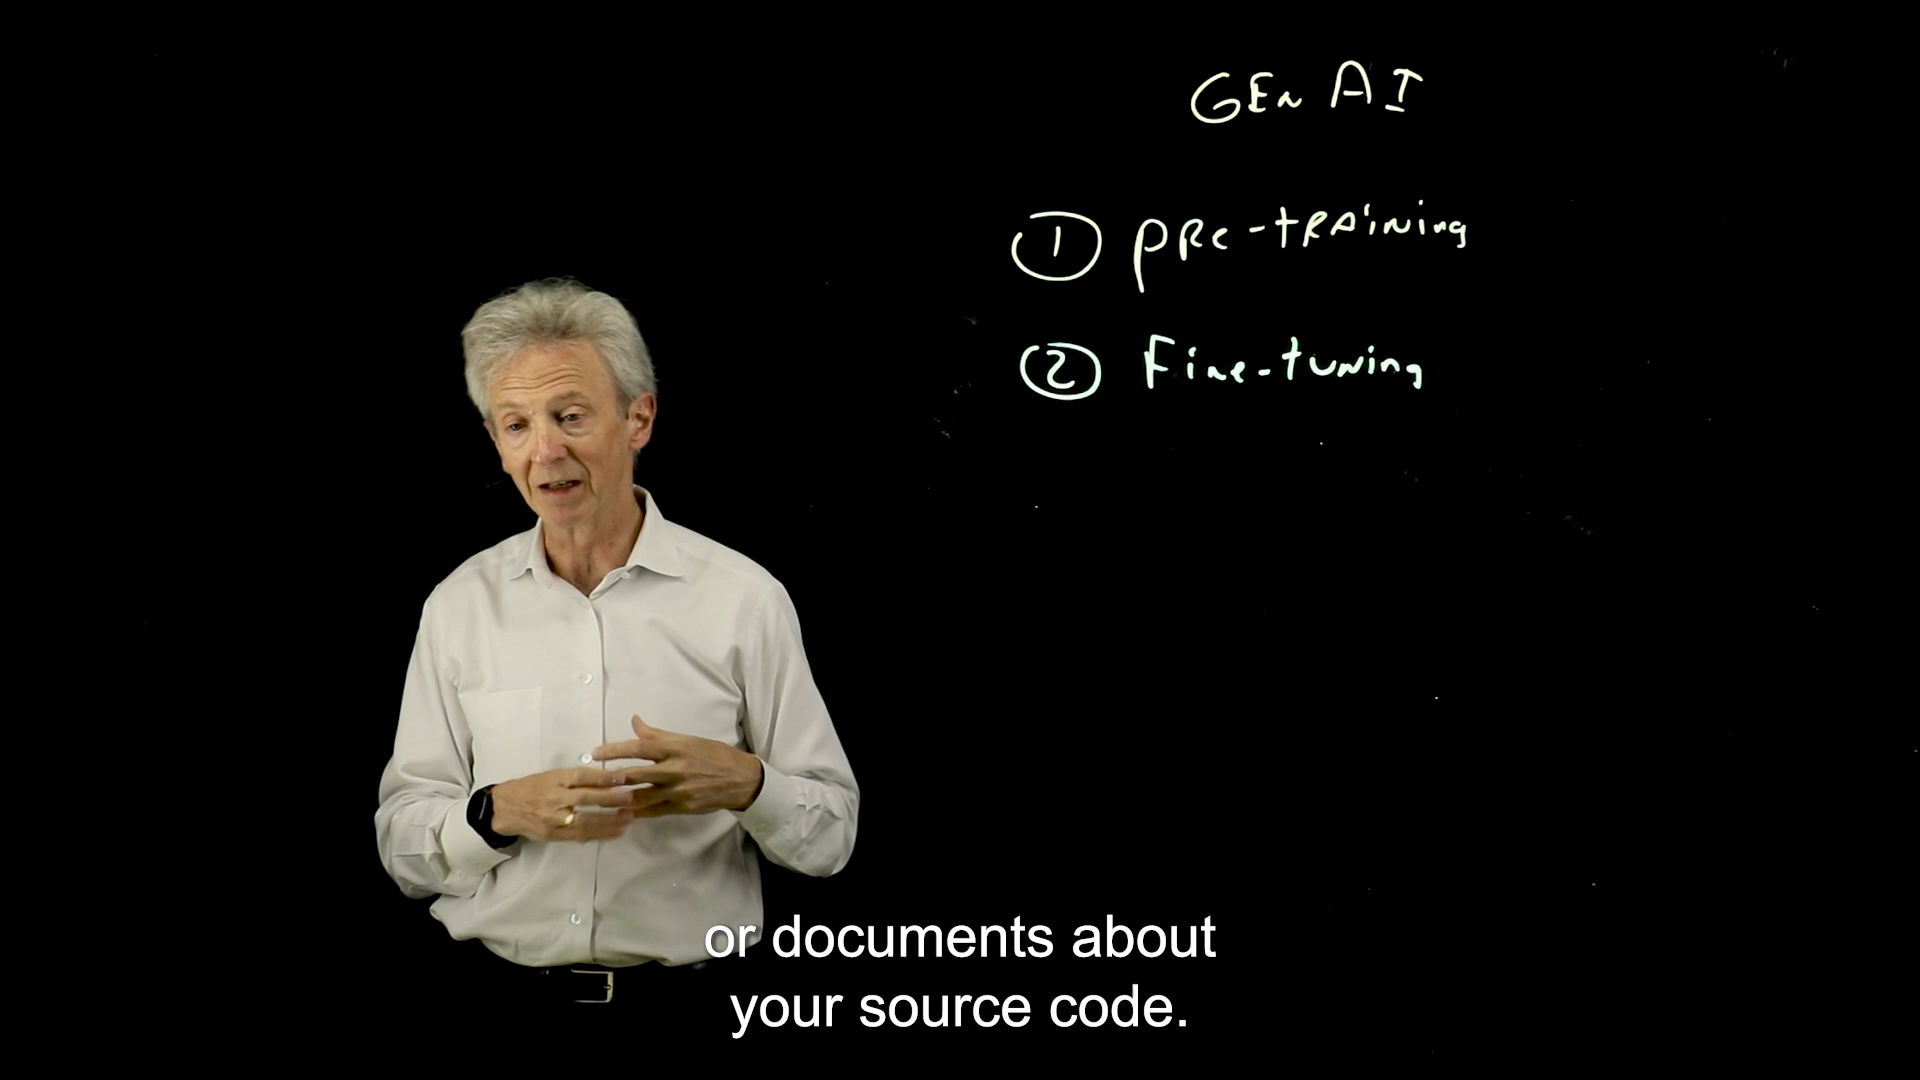 GEn AI
① PRe-tRAiNing
② Fine-tuning
or documents about
your source code.